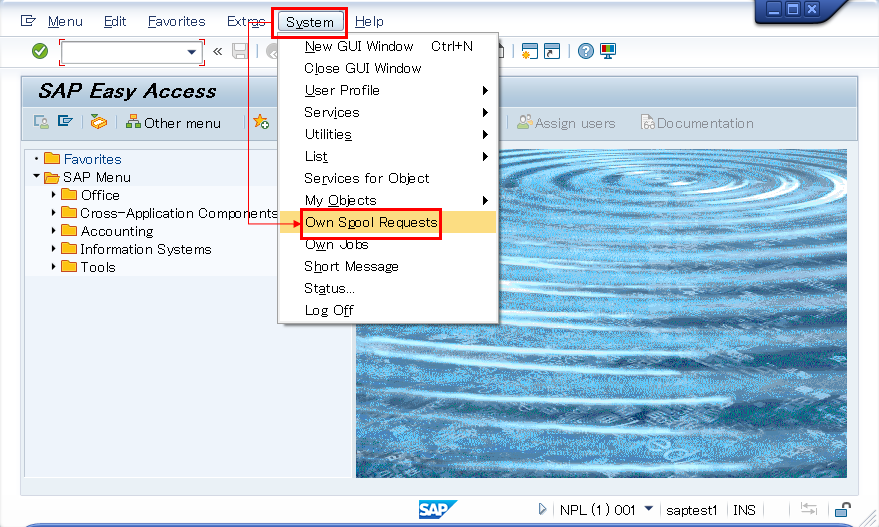 Menu Edit Favorites Extras System Help
«
SAP Easy Access
Other menu Assign users Documentation
Favorites
SAP Menu
Office
Cross-Application Components
Accounting
Information Systems
Tools
New GUI Window Ctrl+N
Close GUI Window
User Profile
Services
Utilities
List
Services for Object
My Objects
Own Spool Requests
Own Jobs
Short Message
Status...
Log Off
SAP NPL (1) 001 saptest1 INS